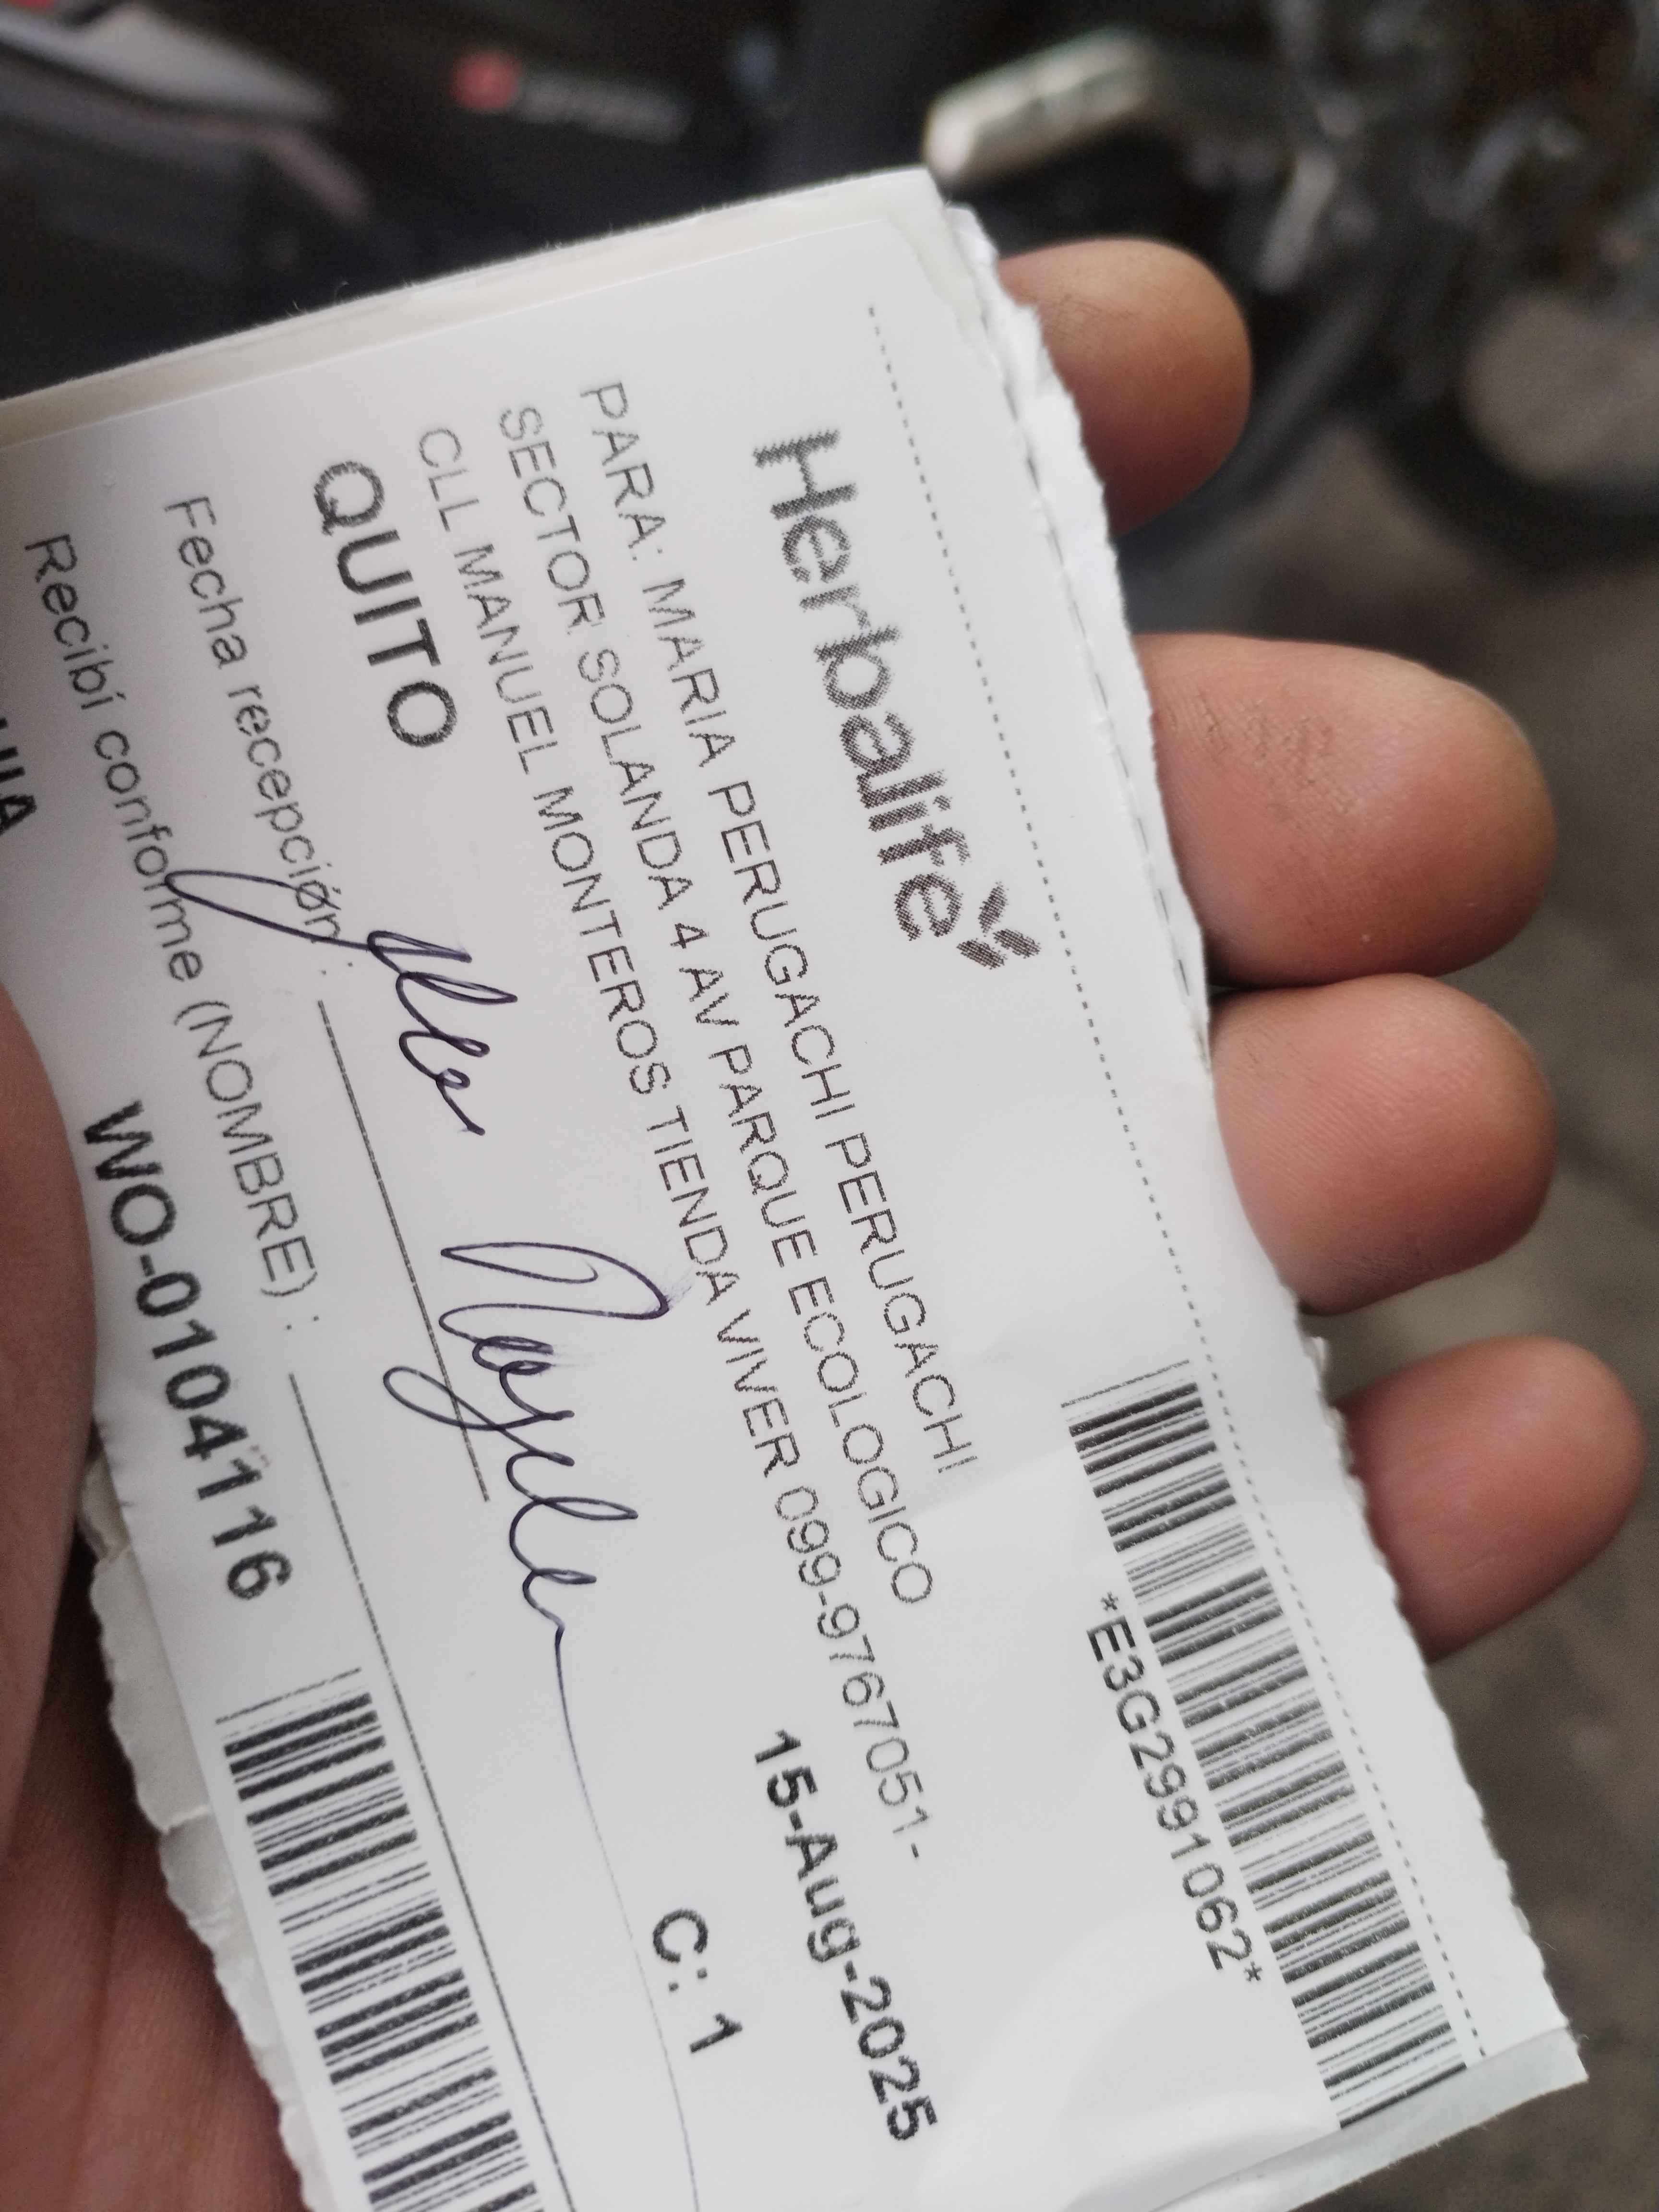 Herbalife
*E3G2991062*
PARA: MARIA PERUGACHI PERUGACHI
SECTOR SOLANDA 4 AV PARQUE ECOLOGICO
CLL MANUEL MONTEROS TIENDA VIVER 099-9767051-
15-Aug-2025
QUITO
C: 1
Fecha recepción :
Recibí conforme (NOMBRE) :
WO-0104116